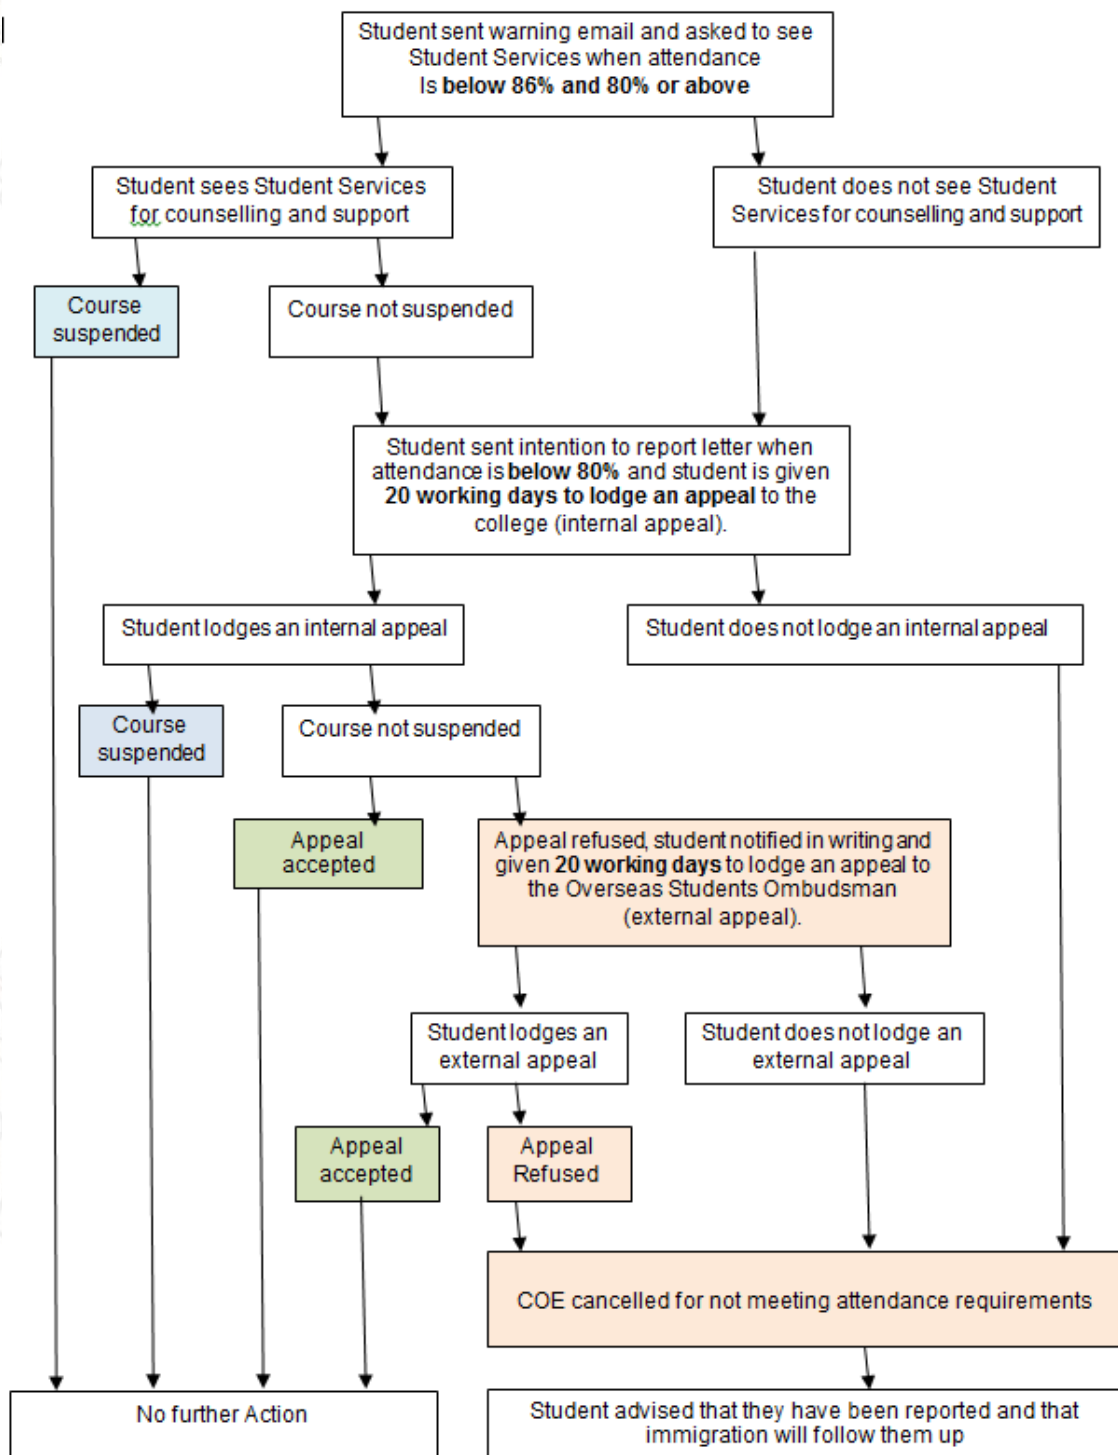 Student sent warning email and asked to see
Student Services when attendance
Is below 86% and 80% or above
Student sees Student Services
for counselling and support
Student does not see Student
Services for counselling and support
Course
suspended
Course not suspended
Student sent intention to report letter when
attendance is below 80% and student is given
20 working days to lodge an appeal to the
college (internal appeal).
Student lodges an internal appeal
Student does not lodge an internal appeal
Course
suspended
Course not suspended
Appeal
accepted
Appeal refused, student notified in writing and
given 20 working days to lodge an appeal to
the Overseas Students Ombudsman
(external appeal).
Student lodges an
external appeal
Student does not lodge an
external appeal
Appeal
accepted
Appeal
Refused
COE cancelled for not meeting attendance requirements
No further Action
Student advised that they have been reported and that
immigration will follow them up